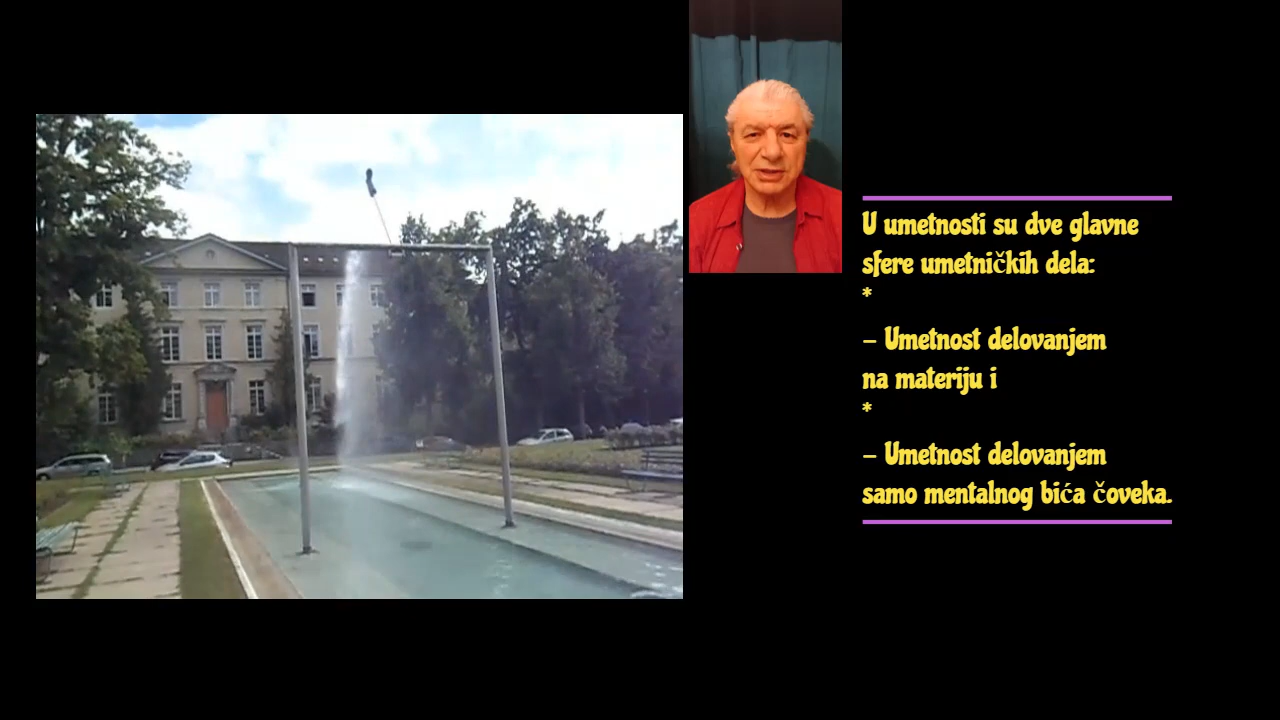 U umetnosti su dve glavne
sfere umetničkih dela:
*
– Umetnost delovanjem
na materiju i
*
– Umetnost delovanjem
samo mentalnog bića čoveka.